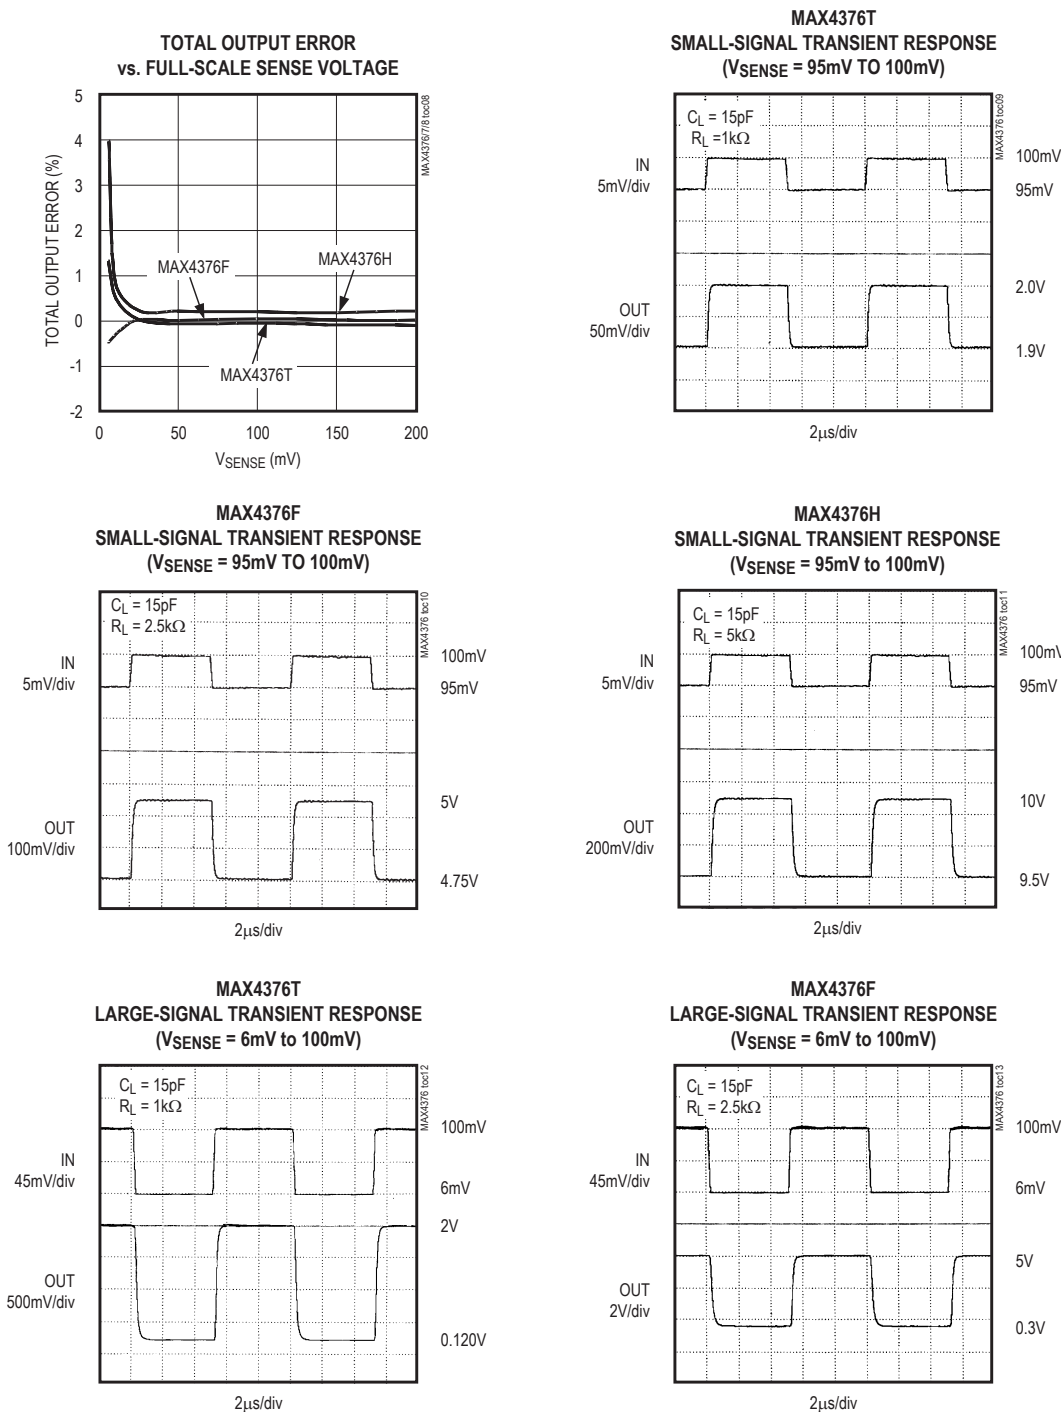 TOTAL OUTPUT ERROR
vs. FULL-SCALE SENSE VOLTAGE
MAX4376/7/8 toc08
TOTAL OUTPUT ERROR (%)
5
4
3
2
1
0
-1
-2
MAX4376F
MAX4376H
MAX4376T
0
50
100
150
200
VSENSE (mV)
MAX4376T
SMALL-SIGNAL TRANSIENT RESPONSE
(VSENSE = 95mV TO 100mV)
MAX4376 toc09
CL = 15pF
RL =1kΩ
IN
5mV/div
100mV
95mV
OUT
50mV/div
2.0V
1.9V
2μs/div
MAX4376F
SMALL-SIGNAL TRANSIENT RESPONSE
(VSENSE = 95mV TO 100mV)
MAX4376 toc10
CL = 15pF
RL = 2.5kΩ
IN
5mV/div
100mV
95mV
OUT
100mV/div
5V
4.75V
2μs/div
MAX4376H
SMALL-SIGNAL TRANSIENT RESPONSE
(VSENSE = 95mV to 100mV)
MAX4376 toc11
CL = 15pF
RL = 5kΩ
IN
5mV/div
100mV
95mV
OUT
200mV/div
10V
9.5V
2μs/div
MAX4376T
LARGE-SIGNAL TRANSIENT RESPONSE
(VSENSE = 6mV to 100mV)
MAX4376 toc12
CL = 15pF
RL = 1kΩ
IN
45mV/div
100mV
6mV
2V
OUT
500mV/div
0.120V
2μs/div
MAX4376F
LARGE-SIGNAL TRANSIENT RESPONSE
(VSENSE = 6mV to 100mV)
MAX4376 toc13
CL = 15pF
RL = 2.5kΩ
IN
45mV/div
100mV
6mV
OUT
2V/div
5V
0.3V
2μs/div